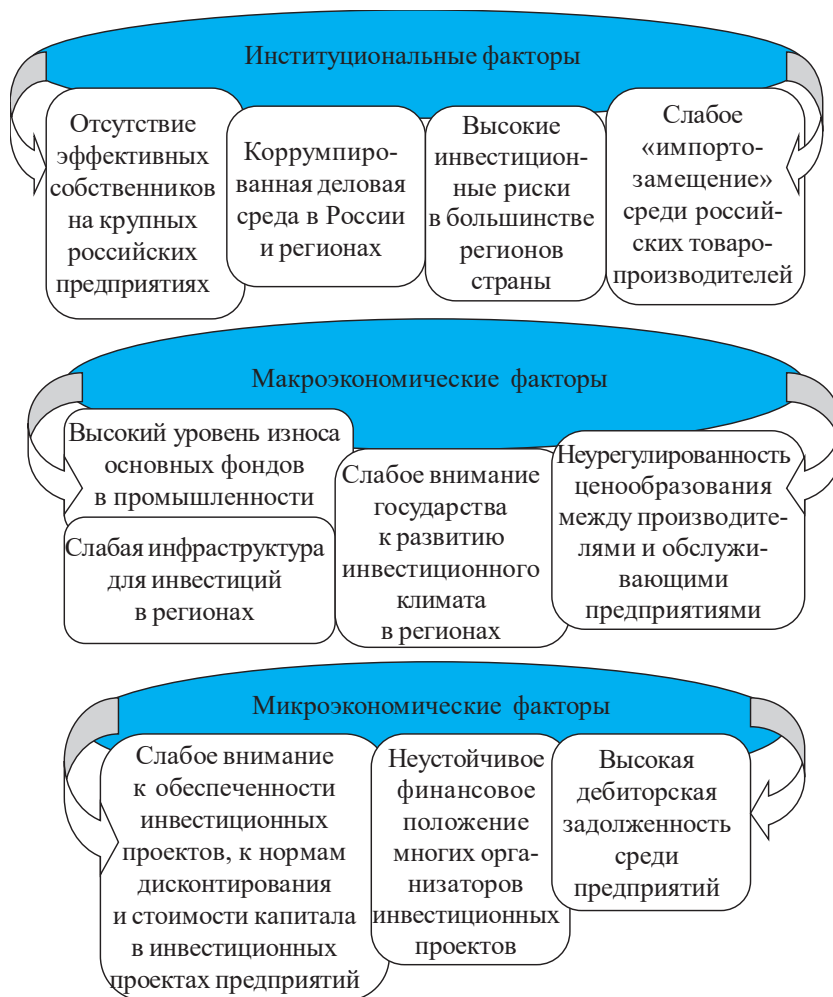 Институциональные факторы
Отсутствие
эффективных
собственников
на крупных
российских
предприятиях
Коррумпиро-
ванная деловая
среда в России
и регионах
Высокие
инвестицион-
ные риски
в большинстве
регионов
страны
Слабое
«импорто-
замещение»
среди россий-
ских товаро-
производителей
Макроэкономические факторы
Высокий уровень износа
основных фондов
в промышленности
Слабая инфраструктура
для инвестиций
в регионах
Слабое внимание
государства
к развитию
инвестиционного
климата
в регионах
Неурегулированность
ценообразования
между производите-
лями и обслужи-
вающими
предприятиями
Микроэкономические факторы
Слабое внимание
к обеспеченности
инвестиционных
проектов, к нормам
дисконтирования
и стоимости капитала
в инвестиционных
проектах предприятий
Неустойчивое
финансовое
положение
многих орга-
низаторов
инвестиционных
проектов
Высокая
дебиторская
задолженность
среди
предприятий